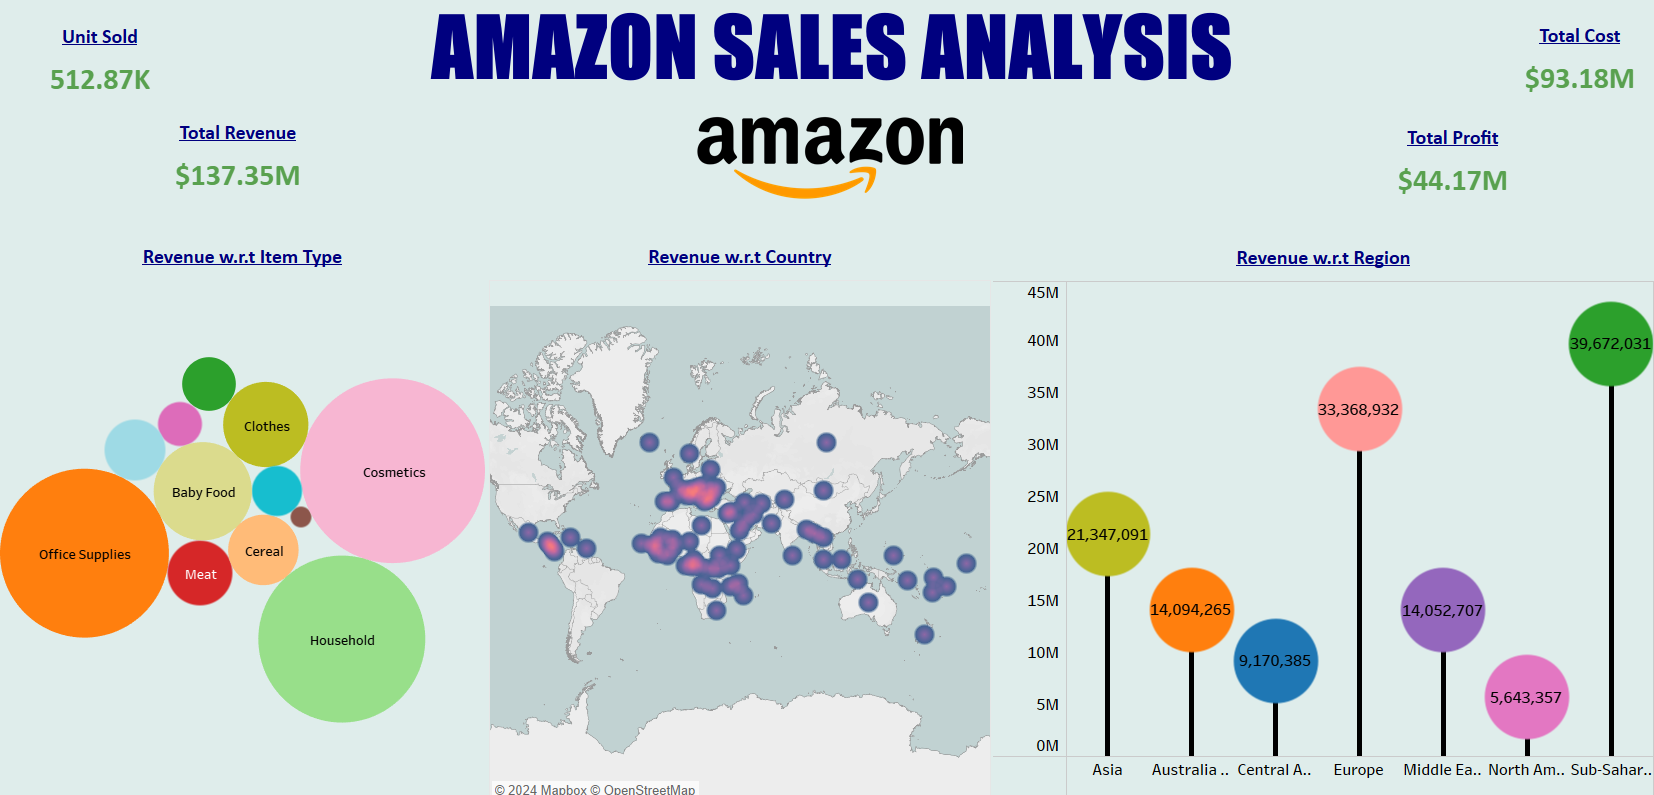 AMAZON SALES ANALYSIS
Unit Sold
512.87K
Total Cost
$93.18M
amazon
Total Revenue
$137.35M
Total Profit
$44.17M
Revenue w.r.t Item Type
Clothes
Cosmetics
Baby Food
Office Supplies
Cereal
Meat
Household
Revenue w.r.t Country
© 2024 Mapbox © OpenStreetMap
Revenue w.r.t Region
45M
40M
35M
30M
25M
20M
15M
10M
5M
0M
21,347,091
14,094,265
9,170,385
33,368,932
14,052,707
5,643,357
39,672,031
Asia
Australia ..
Central A..
Europe
Middle Ea..
North Am..
Sub-Sahar..